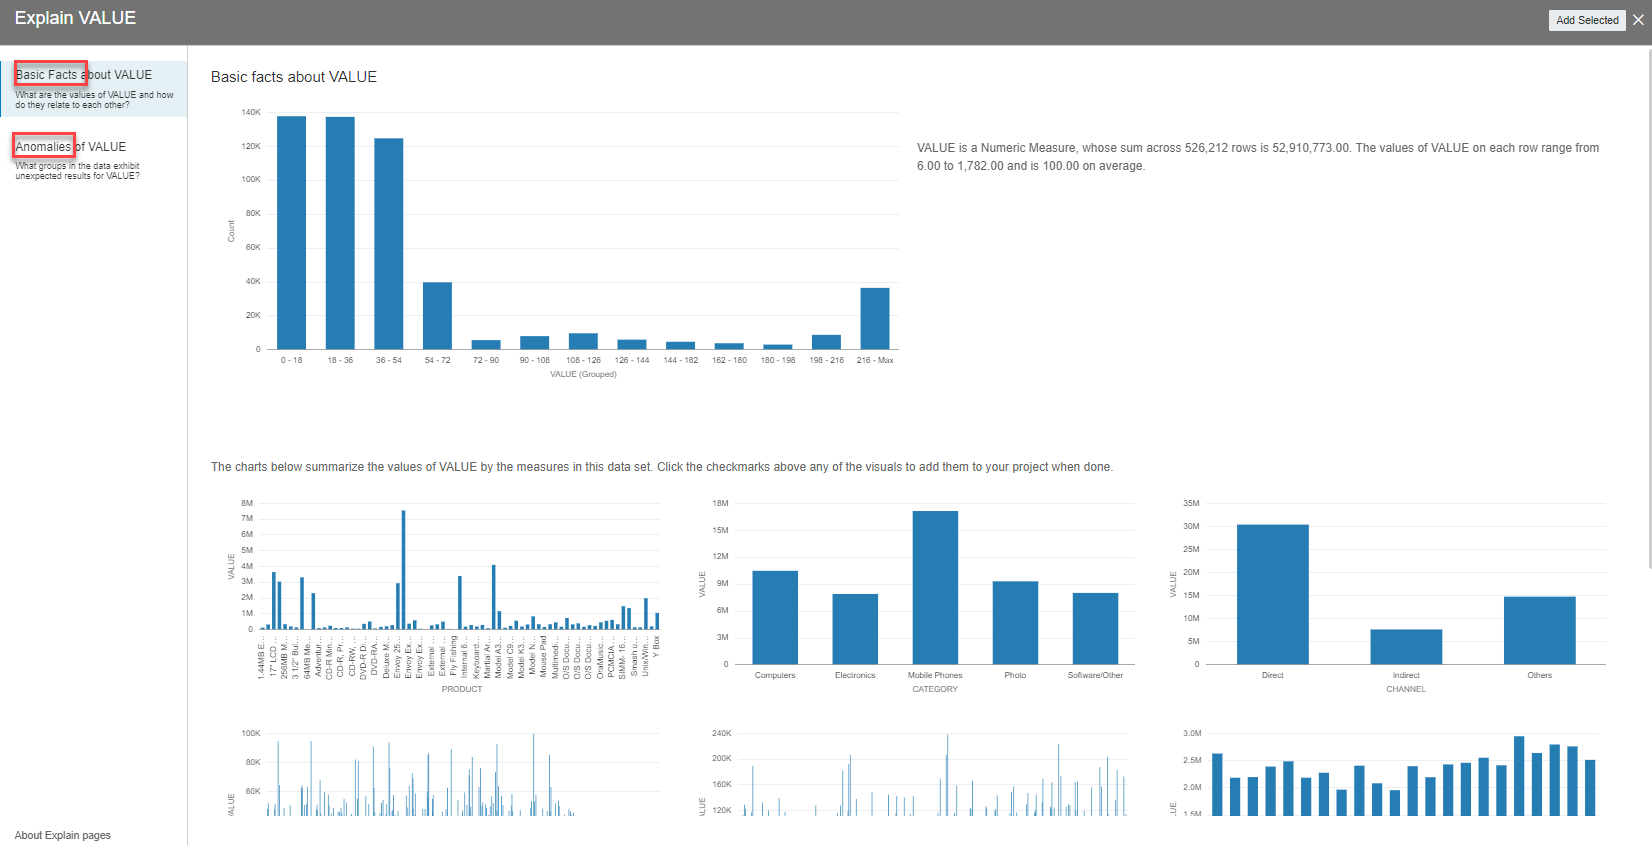 Explain VALUE
Add Selected
Basic Facts about VALUE
What are the values of VALUE and how
do they relate to each other?
Anomalies of VALUE
What groups in the data exhibit
unexpected results for VALUE?
About Explain pages
Basic facts about VALUE
140K
120K
100K
80K
60K
40K
20K
0
Count
0 - 18 18 - 36 36 - 54 54 - 72 72 - 90 90 - 108 108 - 126 126 - 144 144 - 162 162 - 180 180 - 198 198 - 216 216 - Max
VALUE (Grouped)
VALUE is a Numeric Measure, whose sum across 526,212 rows is 52,910,773.00. The values of VALUE on each row range from
6.00 to 1,782.00 and is 100.00 on average.
The charts below summarize the values of VALUE by the measures in this data set. Click the checkmarks above any of the visuals to add them to your project when done.
8M
7M
6M
5M
4M
3M
2M
1M
0
VALUE
1.44MB E...
17" LCD ...
256MB M...
3 1/2" Bu...
64MB Me...
Adventur...
CD-R Min...
CD-R, Pr...
CD-RW, ...
DVD-R Di...
DVD-RA...
Deluxe M...
Envoy 25...
Envoy Ex...
Envoy Ex...
External ...
External ...
Fly Fishing
Internal 6...
Keyboard...
Martial Ar...
Model A3...
Model C9...
Model K3...
Model N...
Mouse Pad
Multimedi...
O/S Docu...
O/S Docu...
O/S Docu...
OraMusic...
PCMCIA ...
SIMM- 16...
Smash u...
Unix/Win...
Y Box
PRODUCT
18M
15M
12M
9M
6M
3M
0
VALUE
Computers Electronics Mobile Phones Photo Software/Other
CATEGORY
35M
30M
25M
20M
15M
10M
5M
0
VALUE
Direct Indirect Others
CHANNEL
100K
80K
60K
VALUE
240K
200K
160K
120K
3.0M
2.5M
2.0M
1.5M